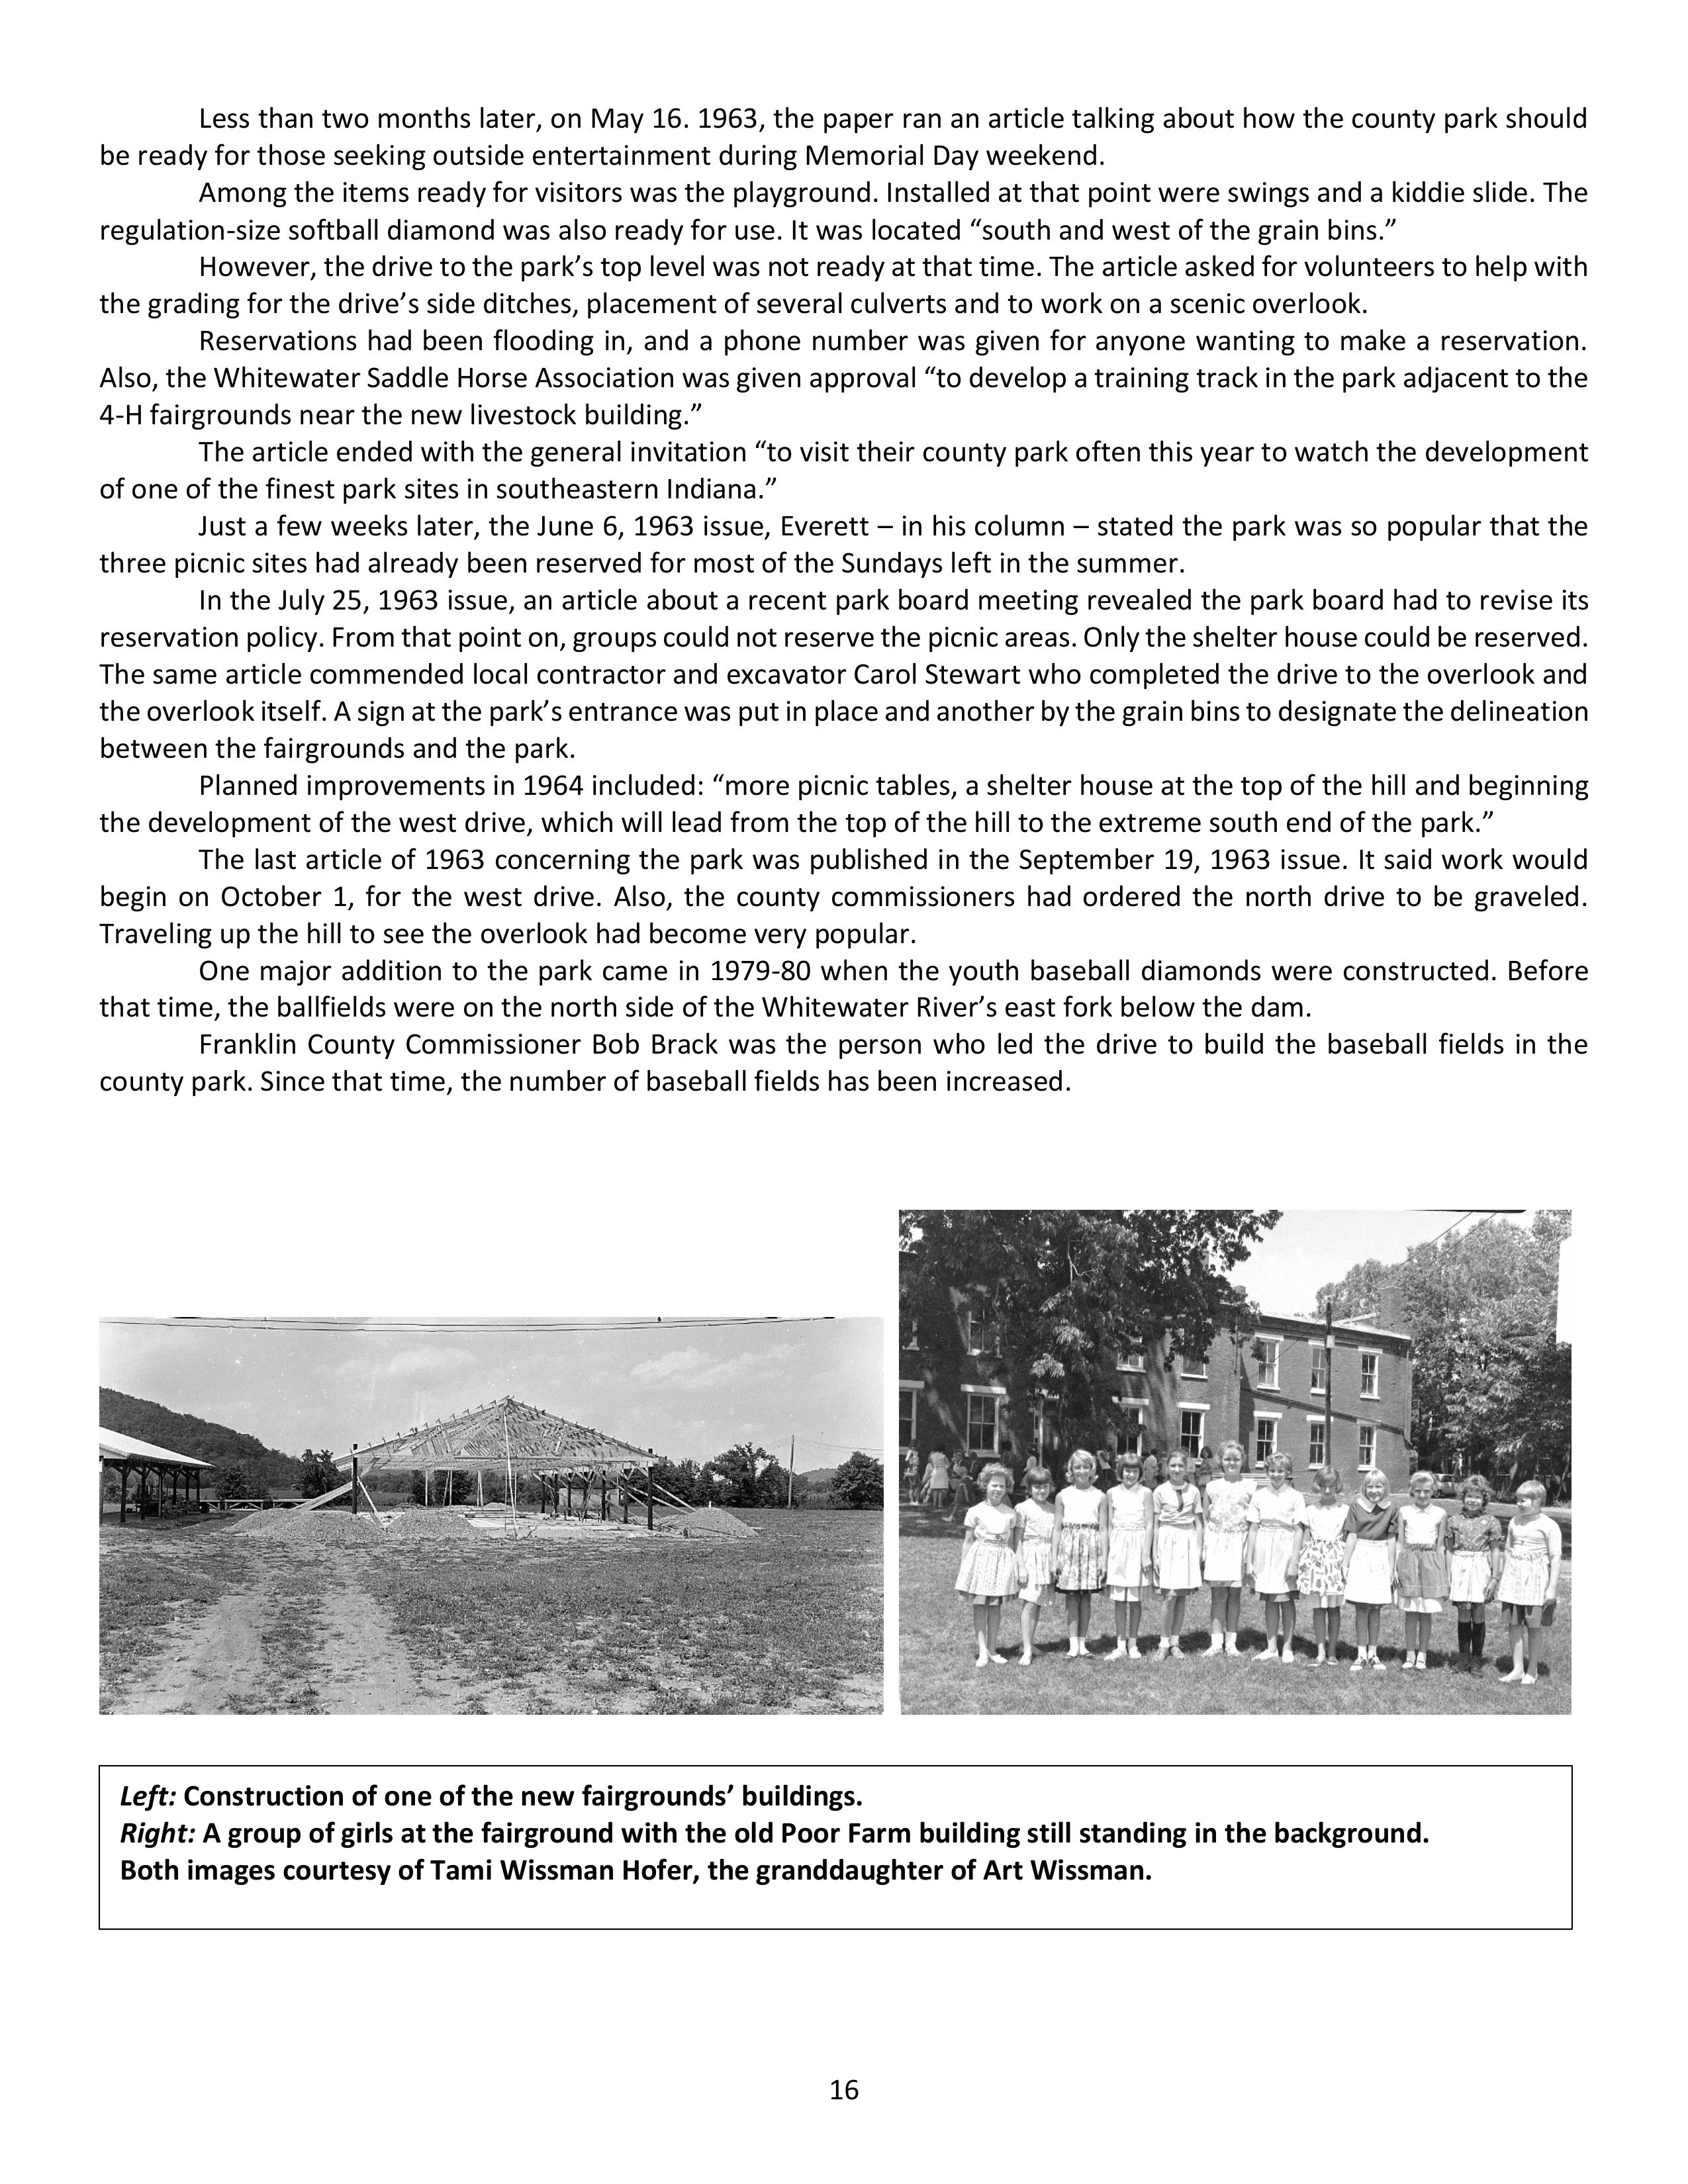 Less than two months later, on May 16. 1963, the paper ran an article talking about how the county park should
be ready for those seeking outside entertainment during Memorial Day weekend.
Among the items ready for visitors was the playground. Installed at that point were swings and a kiddie slide. The
regulation-size softball diamond was also ready for use. It was located “south and west of the grain bins.”
However, the drive to the park’s top level was not ready at that time. The article asked for volunteers to help with
the grading for the drive’s side ditches, placement of several culverts and to work on a scenic overlook.
Reservations had been flooding in, and a phone number was given for anyone wanting to make a reservation.
Also, the Whitewater Saddle Horse Association was given approval “to develop a training track in the park adjacent to the
4-H fairgrounds near the new livestock building.”
The article ended with the general invitation “to visit their county park often this year to watch the development
of one of the finest park sites in southeastern Indiana.”
Just a few weeks later, the June 6, 1963 issue, Everett – in his column – stated the park was so popular that the
three picnic sites had already been reserved for most of the Sundays left in the summer.
In the July 25, 1963 issue, an article about a recent park board meeting revealed the park board had to revise its
reservation policy. From that point on, groups could not reserve the picnic areas. Only the shelter house could be reserved.
The same article commended local contractor and excavator Carol Stewart who completed the drive to the overlook and
the overlook itself. A sign at the park’s entrance was put in place and another by the grain bins to designate the delineation
between the fairgrounds and the park.
Planned improvements in 1964 included: “more picnic tables, a shelter house at the top of the hill and beginning
the development of the west drive, which will lead from the top of the hill to the extreme south end of the park.”
The last article of 1963 concerning the park was published in the September 19, 1963 issue. It said work would
begin on October 1, for the west drive. Also, the county commissioners had ordered the north drive to be graveled.
Traveling up the hill to see the overlook had become very popular.
One major addition to the park came in 1979-80 when the youth baseball diamonds were constructed. Before
that time, the ballfields were on the north side of the Whitewater River’s east fork below the dam.
Franklin County Commissioner Bob Brack was the person who led the drive to build the baseball fields in the
county park. Since that time, the number of baseball fields has been increased.
Left: Construction of one of the new fairgrounds’ buildings.
Right: A group of girls at the fairground with the old Poor Farm building still standing in the background.
Both images courtesy of Tami Wissman Hofer, the granddaughter of Art Wissman.
16